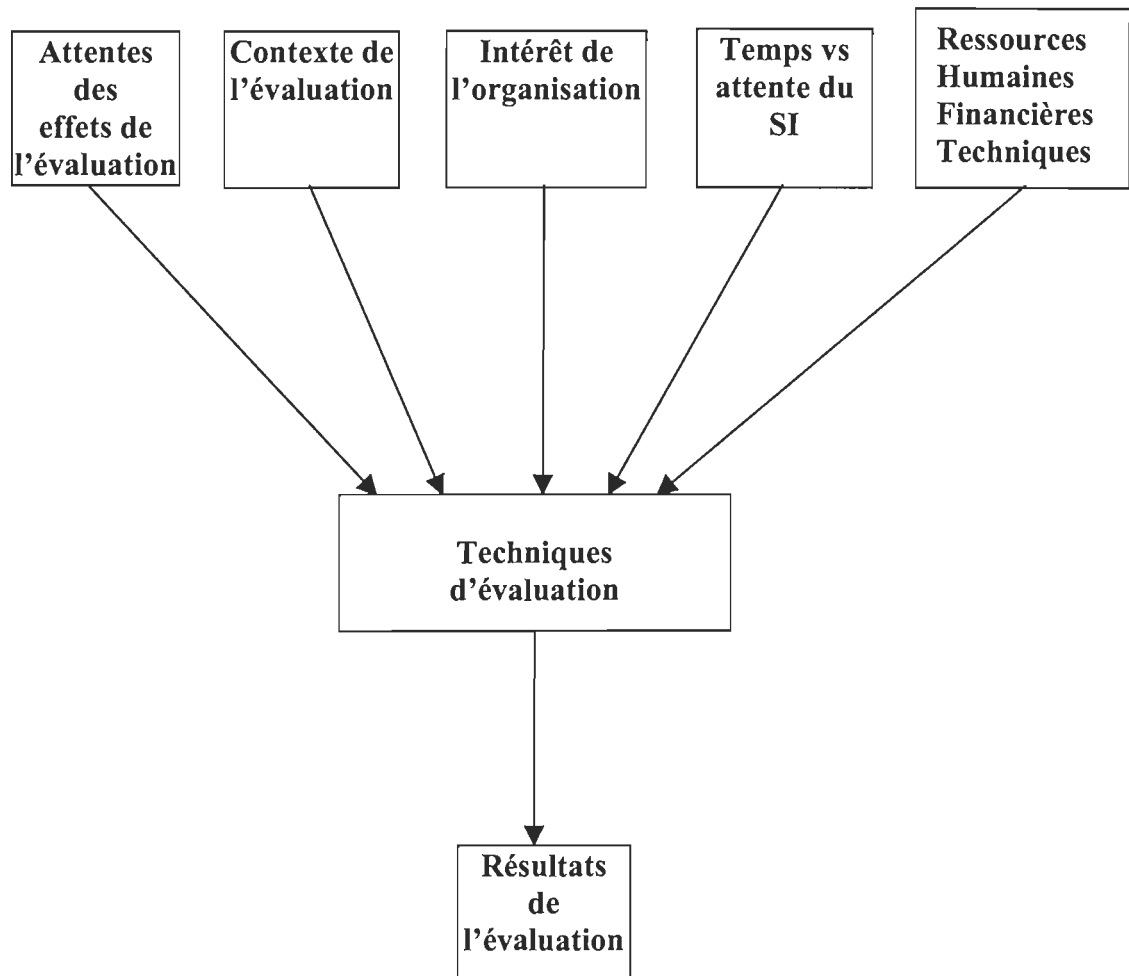 Attentes
des
effets de
l'évaluation
Contexte de
l'évaluation
Intérêt de
l'organisation
Temps vs
attente du
SI
Ressources
Humaines
Financières
Techniques
Techniques
d'évaluation
Résultats
de
l'évaluation